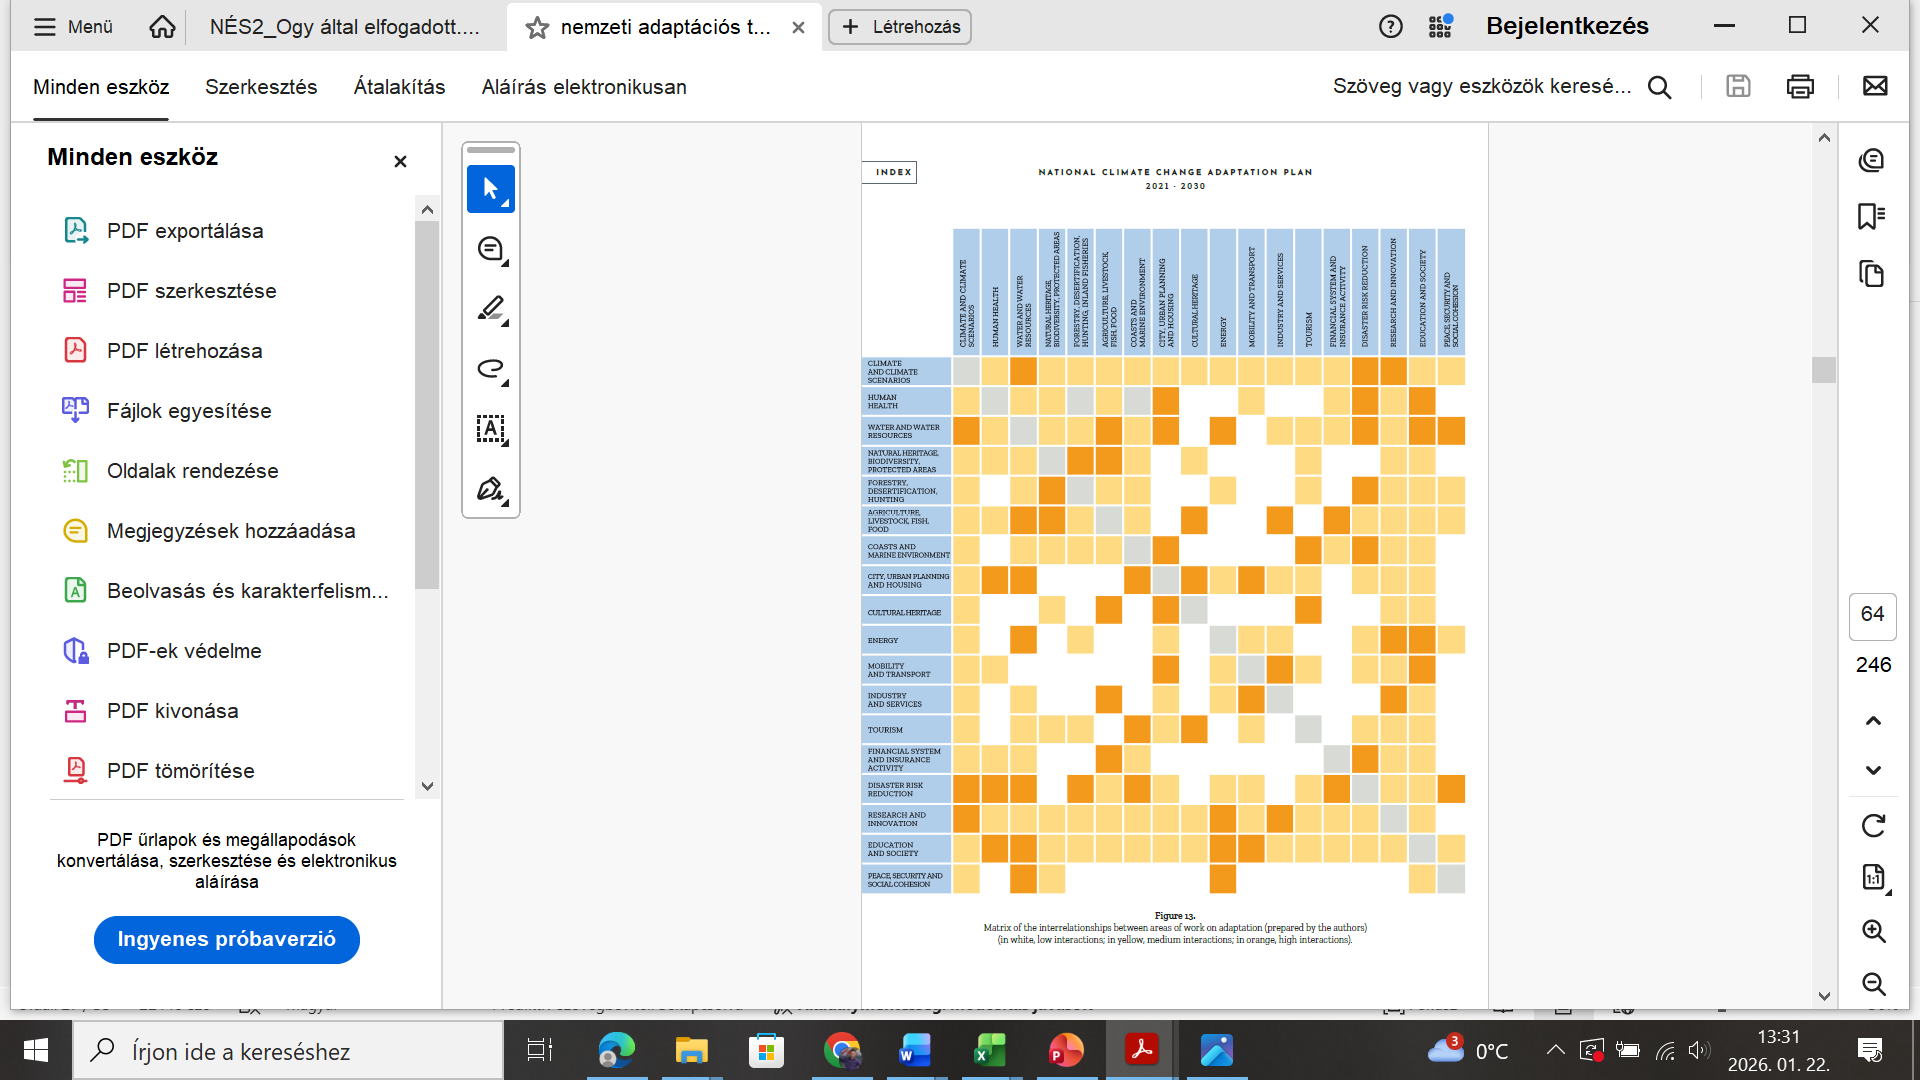 Menü
NÉS2_Ogy által elfogadott....
nemzeti adaptációs t...
Létrehozás
Bejelentkezés
Minden eszköz
Szerkesztés
Átalakítás
Aláírás elektronikusan
Szöveg vagy eszközök keresé...
Minden eszköz
PDF exportálása
PDF szerkesztése
PDF létrehozása
Fájlok egyesítése
Oldalak rendezése
Megjegyzések hozzáadása
Beolvasás és karakterfelism...
PDF-ek védelme
PDF kivonása
PDF tömörítése
PDF űrlapok és megállapodások
konvertálása, szerkesztése és elektronikus
aláírása
Ingyenes próbaverzió
INDEX
NATIONAL CLIMATE CHANGE ADAPTATION PLAN
2021 - 2030
CLIMATE AND CLIMATE
SCENARIOS
HUMAN HEALTH
WATER AND WATER
RESOURCES
NATURAL HERITAGE,
BIODIVERSITY, PROTECTED AREAS
FORESTRY, DESERTIFICATION,
HUNTING, INLAND FISHERIES
AGRICULTURE, LIVESTOCK,
FISH, FOOD
COASTS AND
MARINE ENVIRONMENT
CITY, URBAN PLANNING
AND HOUSING
CULTURAL HERITAGE
ENERGY
MOBILITY AND TRANSPORT
INDUSTRY AND SERVICES
TOURISM
FINANCIAL SYSTEM AND
INSURANCE ACTIVITY
DISASTER RISK REDUCTION
RESEARCH AND INNOVATION
EDUCATION AND SOCIETY
PEACE, SECURITY AND
SOCIAL COHESION
CLIMATE
AND CLIMATE
SCENARIOS
HUMAN
HEALTH
WATER AND WATER
RESOURCES
NATURAL HERITAGE,
BIODIVERSITY,
PROTECTED AREAS
FORESTRY,
DESERTIFICATION,
HUNTING
AGRICULTURE,
LIVESTOCK, FISH,
FOOD
COASTS AND
MARINE ENVIRONMENT
CITY, URBAN PLANNING
AND HOUSING
CULTURAL HERITAGE
ENERGY
MOBILITY
AND TRANSPORT
INDUSTRY
AND SERVICES
TOURISM
FINANCIAL SYSTEM
AND INSURANCE
ACTIVITY
DISASTER RISK
REDUCTION
RESEARCH AND
INNOVATION
EDUCATION
AND SOCIETY
PEACE, SECURITY AND
SOCIAL COHESION
Figure 13.
Matrix of the interrelationships between areas of work on adaptation (prepared by the authors)
(in white, low interactions; in yellow, medium interactions; in orange, high interactions).
64
246
1:1
Írjon ide a kereséshez
3
0°C
13:31
2026. 01. 22.